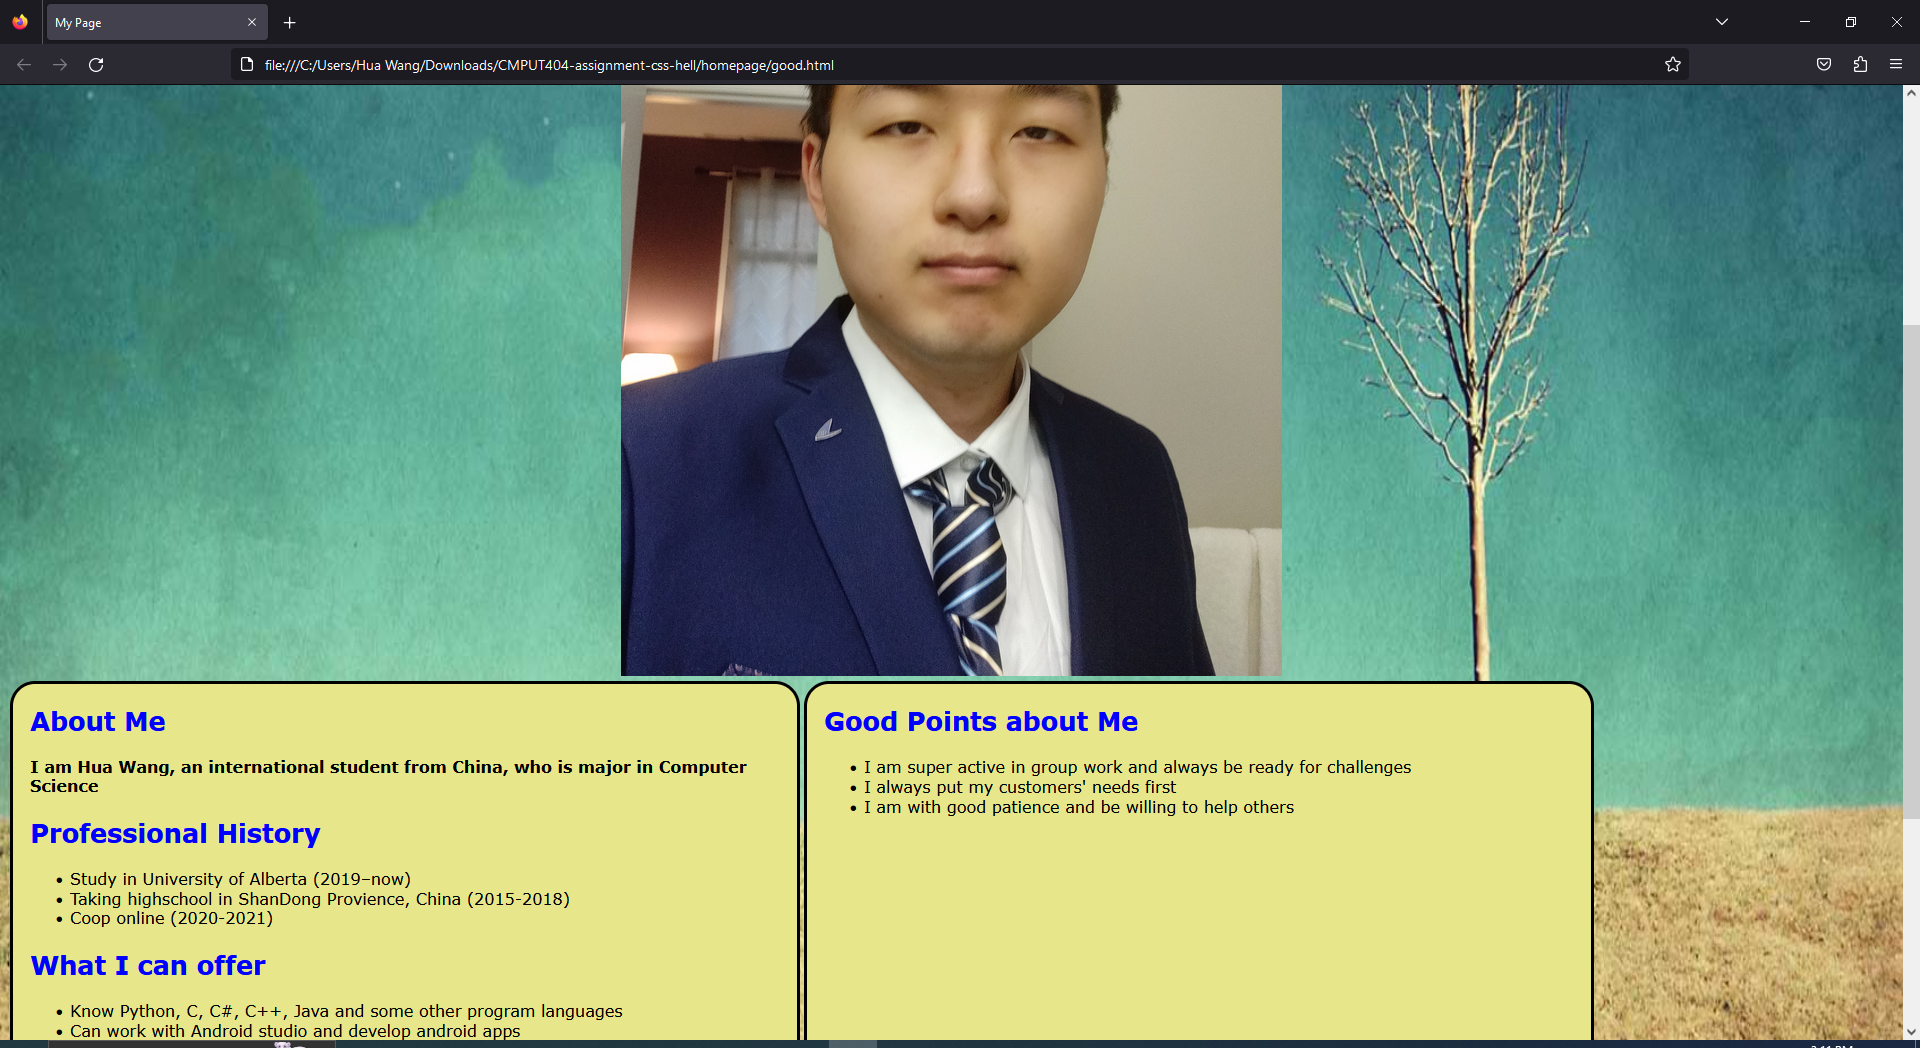 My Page
file:///C:/Users/Hua Wang/Downloads/CMPUT404-assignment-css-hell/homepage/good.html
About Me
I am Hua Wang, an international student from China, who is major in Computer
Science
Professional History
Study in University of Alberta (2019–now)
Taking highschool in ShanDong Provience, China (2015-2018)
Coop online (2020-2021)
What I can offer
Know Python, C, C#, C++, Java and some other program languages
Can work with Android studio and develop android apps
Good Points about Me
I am super active in group work and always be ready for challenges
I always put my customers' needs first
I am with good patience and be willing to help others